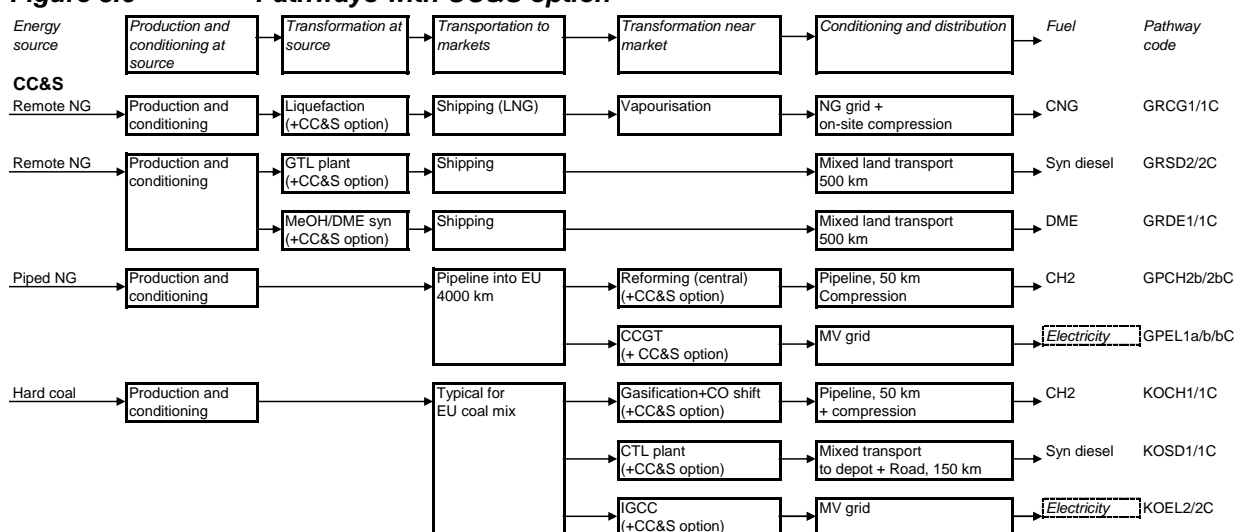 Figure 3.6 Pathways with CC&S option
Energy source
Production and conditioning at source
Transformation at source
Transportation to markets
Transformation near market
Conditioning and distribution
Fuel
Pathway code
CC&S
Remote NG
Production and conditioning
Liquefaction (+CC&S option)
Shipping (LNG)
Vapourisation
NG grid + on-site compression
CNG
GRCG1/1C
Remote NG
Production and conditioning
GTL plant (+CC&S option)
Shipping
Mixed land transport 500 km
Syn diesel
GRSD2/2C
MeOH/DME syn (+CC&S option)
Shipping
Mixed land transport 500 km
DME
GRDE1/1C
Piped NG
Production and conditioning
Pipeline into EU 4000 km
Reforming (central) (+CC&S option)
Pipeline, 50 km Compression
CH2
GPCH2b/2bC
CCGT (+ CC&S option)
MV grid
Electricity
GPEL1a/b/bC
Hard coal
Production and conditioning
Typical for EU coal mix
Gasification+CO shift (+CC&S option)
Pipeline, 50 km + compression
CH2
KOCH1/1C
CTL plant (+CC&S option)
Mixed transport to depot + Road, 150 km
Syn diesel
KOSD1/1C
IGCC (+CC&S option)
MV grid
Electricity
KOEL2/2C